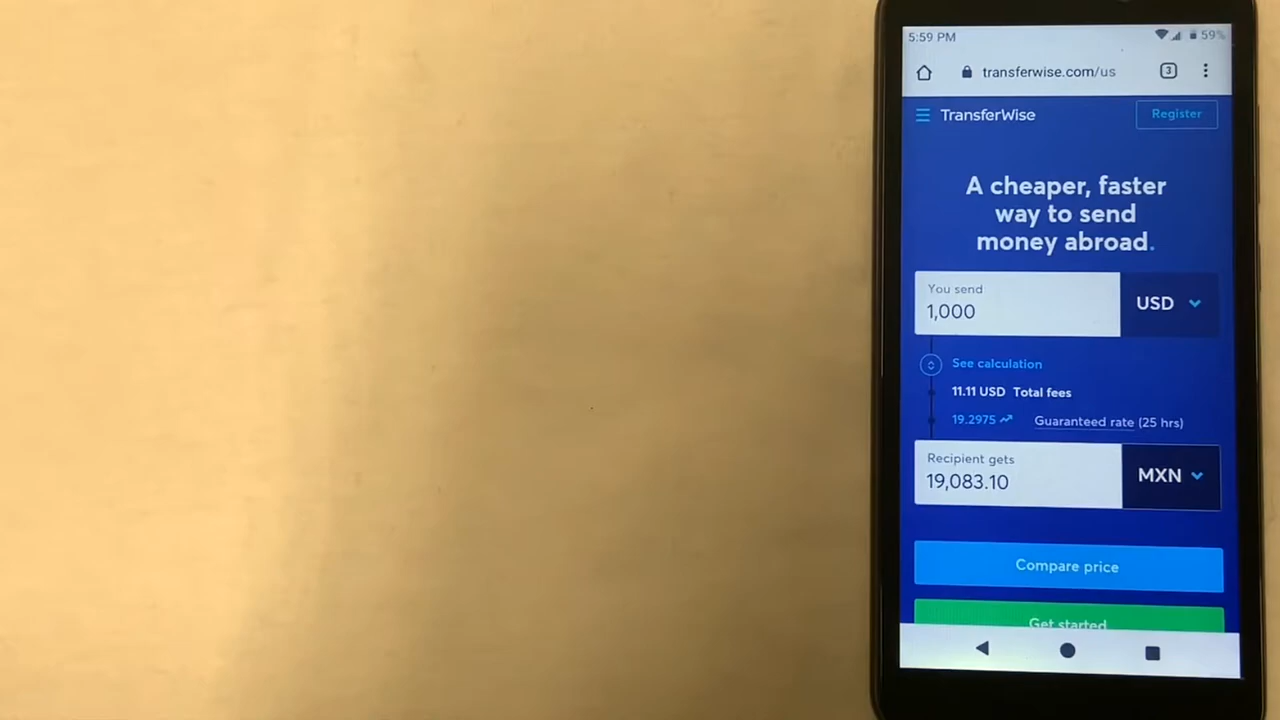 5:59 PM 59%
transferwise.com/us 3
TransferWise Register
A cheaper, faster
way to send
money abroad.
You send
1,000 USD
See calculation
11.11 USD Total fees
19.2975 Guaranteed rate (25 hrs)
Recipient gets
19,083.10 MXN
Compare price
Get started